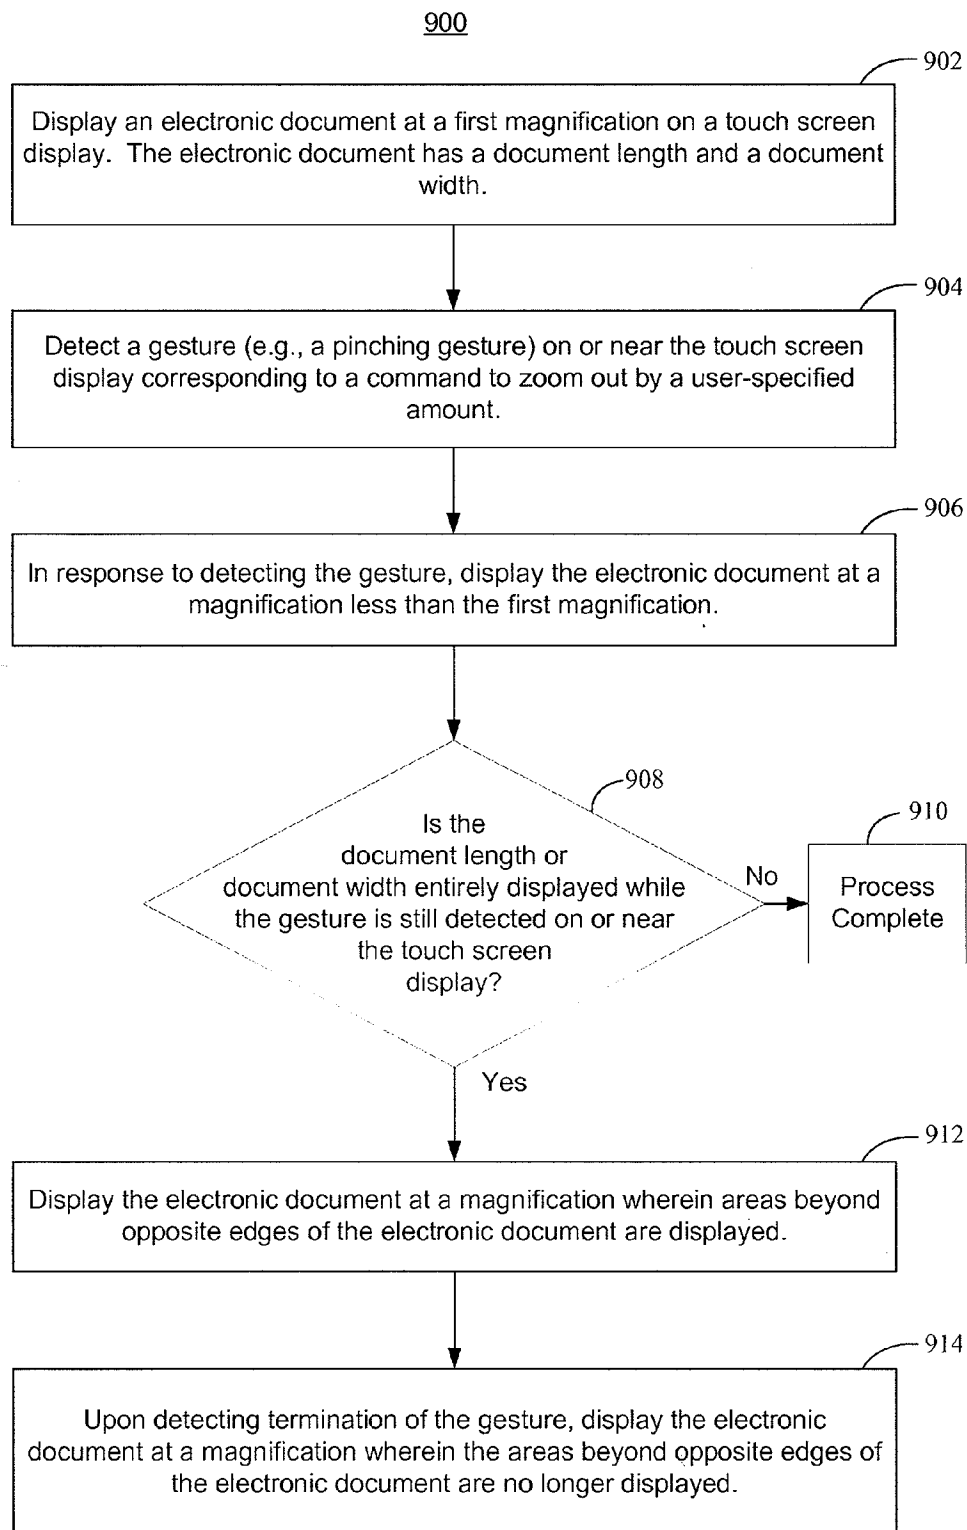 900
902
Display an electronic document at a first magnification on a touch screen
display. The electronic document has a document length and a document
width.
904
Detect a gesture (e.g., a pinching gesture) on or near the touch screen
display corresponding to a command to zoom out by a user-specified
amount.
906
In response to detecting the gesture, display the electronic document at a
magnification less than the first magnification.
908
Is the
document length or
document width entirely displayed while
the gesture is still detected on or near
the touch screen
display?
No
910
Process
Complete
Yes
912
Display the electronic document at a magnification wherein areas beyond
opposite edges of the electronic document are displayed.
914
Upon detecting termination of the gesture, display the electronic
document at a magnification wherein the areas beyond opposite edges of
the electronic document are no longer displayed.